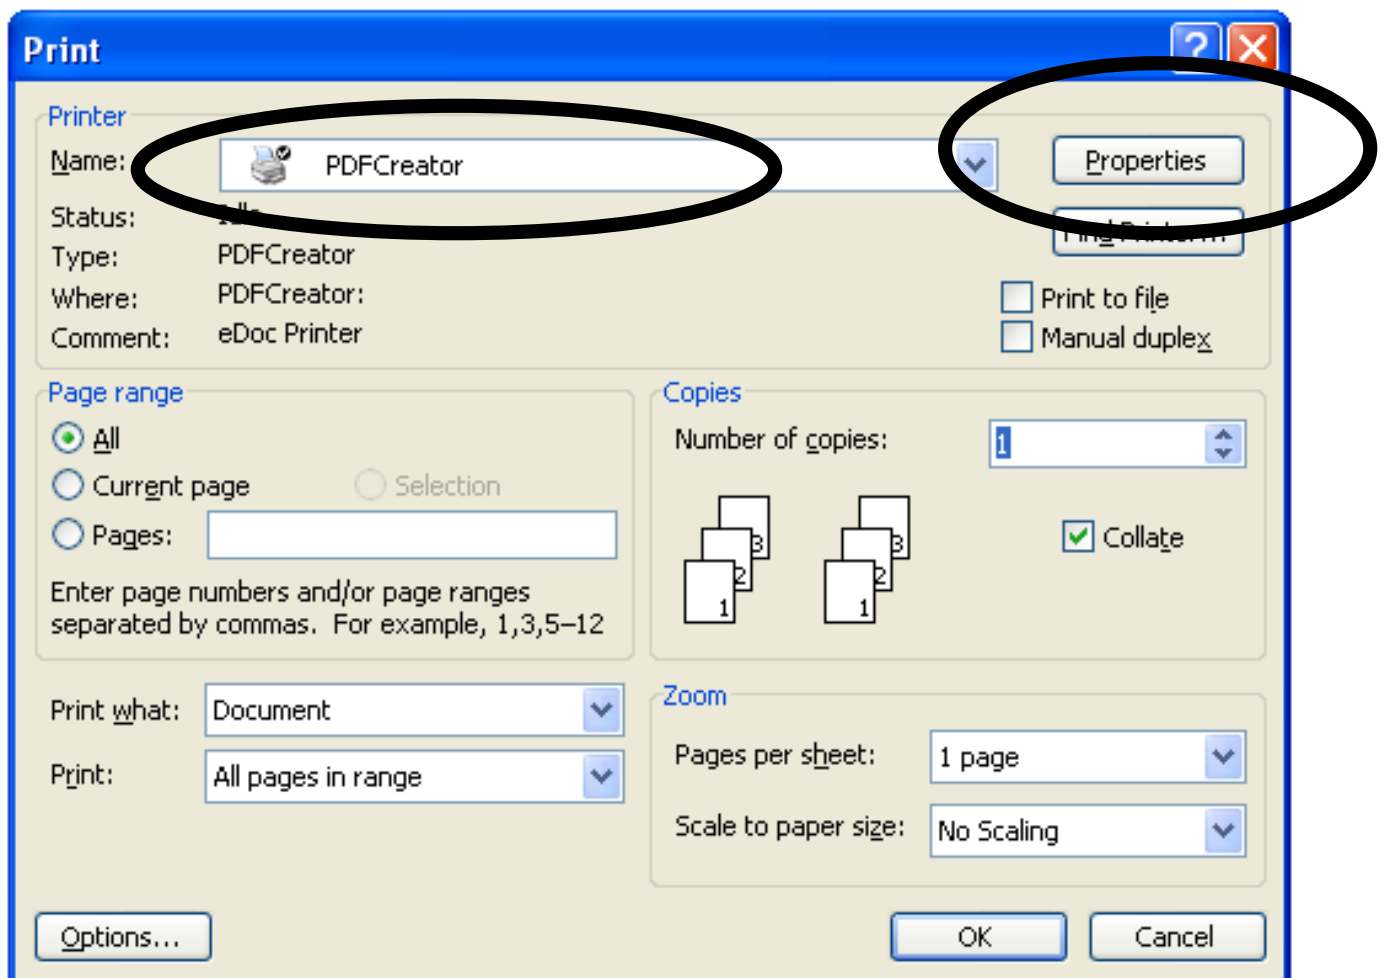 Print
Printer
Name: PDFCreator Properties
Status: Idle
Find Printer...
Type: PDFCreator
Where: PDFCreator: Print to file
Comment: eDoc Printer Manual duplex
Page range
All
Current page Selection
Pages:
Enter page numbers and/or page ranges
separated by commas. For example, 1,3,5–12
Copies
Number of copies: 1
3 3
2 2
1 1
Collate
Print what: Document
Print: All pages in range
Zoom
Pages per sheet: 1 page
Scale to paper size: No Scaling
Options... OK Cancel